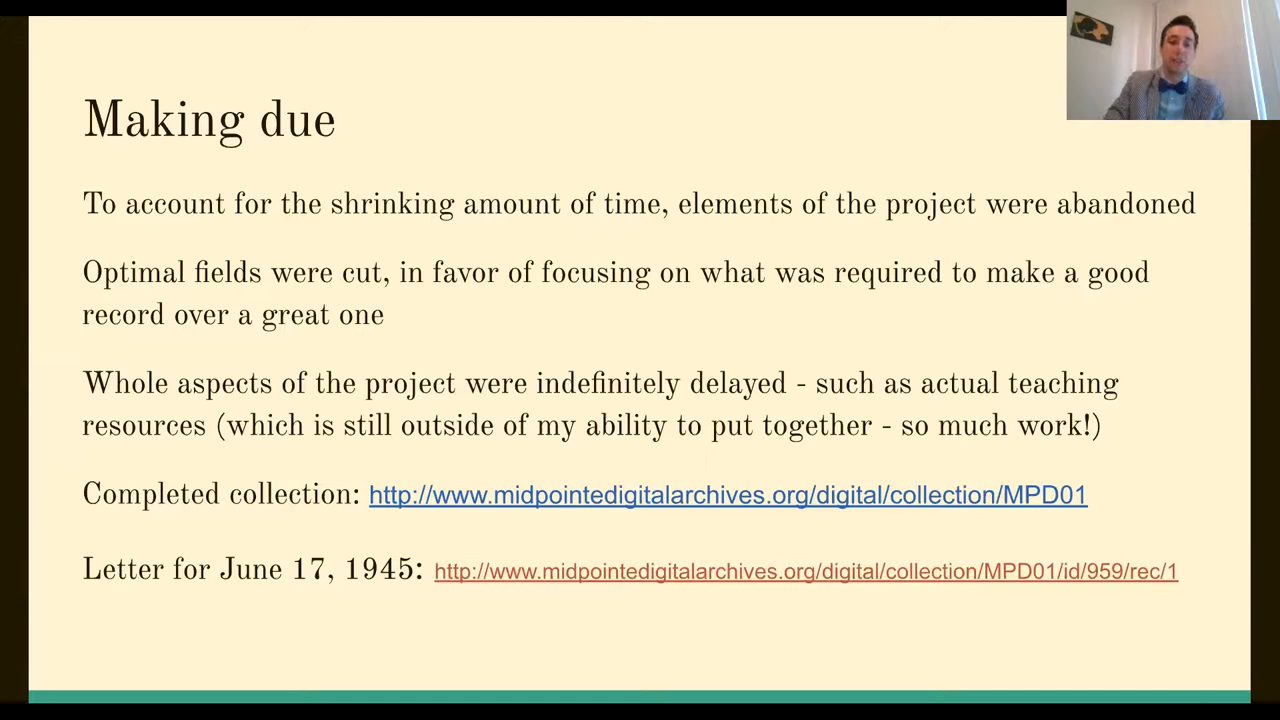 Making due
To account for the shrinking amount of time, elements of the project were abandoned
Optimal fields were cut, in favor of focusing on what was required to make a good
record over a great one
Whole aspects of the project were indefinitely delayed - such as actual teaching
resources (which is still outside of my ability to put together - so much work!)
Completed collection: http://www.midpointedigitalarchives.org/digital/collection/MPD01
Letter for June 17, 1945: http://www.midpointedigitalarchives.org/digital/collection/MPD01/id/959/rec/1